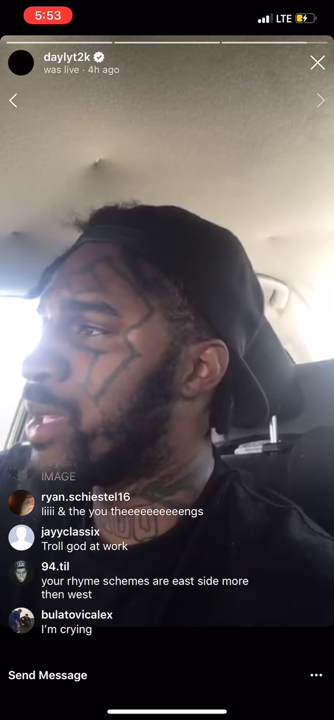 5:53
LTE
daylyt2k
was live · 4h ago
IMAGE
ryan.schiestel16
Iiiii & the you theeeeeeeeeengs
jayyclassix
Troll god at work
94.til
your rhyme schemes are east side more
then west
bulatovicalex
I'm crying
Send Message